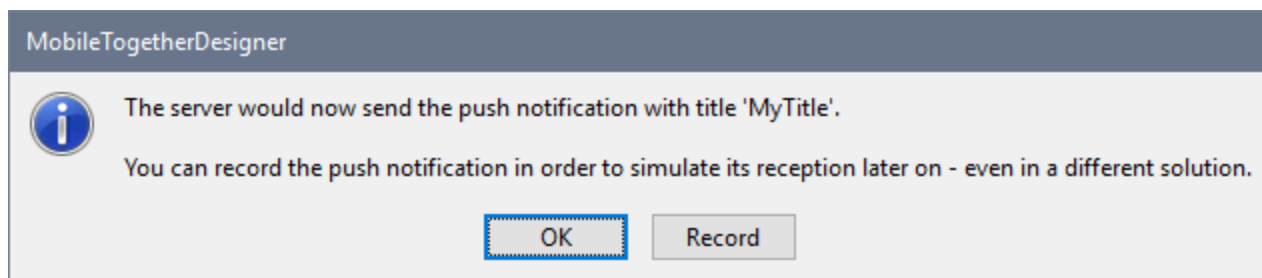 MobileTogetherDesigner
The server would now send the push notification with title 'MyTitle'.
You can record the push notification in order to simulate its reception later on - even in a different solution.
OK
Record